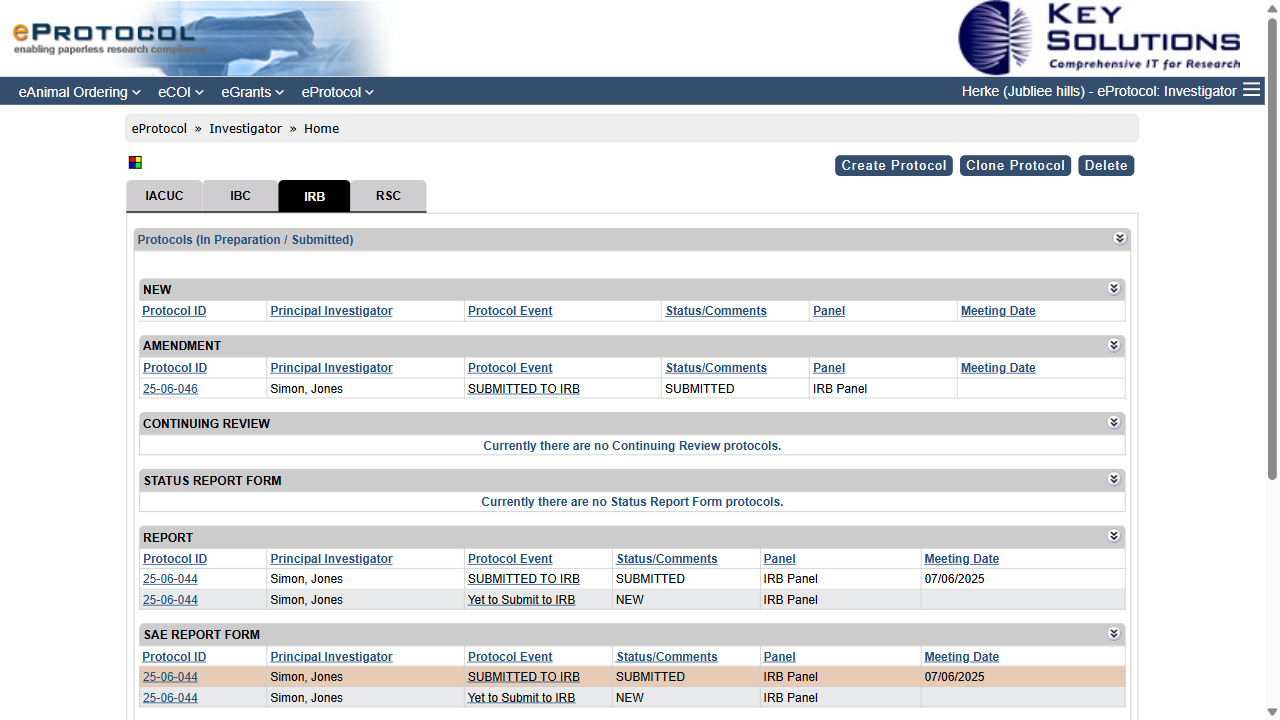 ePROTOCOL
enabling paperless research compliance
KEY SOLUTIONS
Comprehensive IT for Research
eAnimal Ordering eCOI eGrants eProtocol Herke (Jubliee hills) - eProtocol: Investigator
eProtocol » Investigator » Home
Create Protocol Clone Protocol Delete
IACUC IBC IRB RSC
Protocols (In Preparation / Submitted)
NEW
Protocol ID Principal Investigator Protocol Event Status/Comments Panel Meeting Date
AMENDMENT
Protocol ID Principal Investigator Protocol Event Status/Comments Panel Meeting Date
25-06-046 Simon, Jones SUBMITTED TO IRB SUBMITTED IRB Panel
CONTINUING REVIEW
Currently there are no Continuing Review protocols.
STATUS REPORT FORM
Currently there are no Status Report Form protocols.
REPORT
Protocol ID Principal Investigator Protocol Event Status/Comments Panel Meeting Date
25-06-044 Simon, Jones SUBMITTED TO IRB SUBMITTED IRB Panel 07/06/2025
25-06-044 Simon, Jones Yet to Submit to IRB NEW IRB Panel
SAE REPORT FORM
Protocol ID Principal Investigator Protocol Event Status/Comments Panel Meeting Date
25-06-044 Simon, Jones SUBMITTED TO IRB SUBMITTED IRB Panel 07/06/2025
25-06-044 Simon, Jones Yet to Submit to IRB NEW IRB Panel